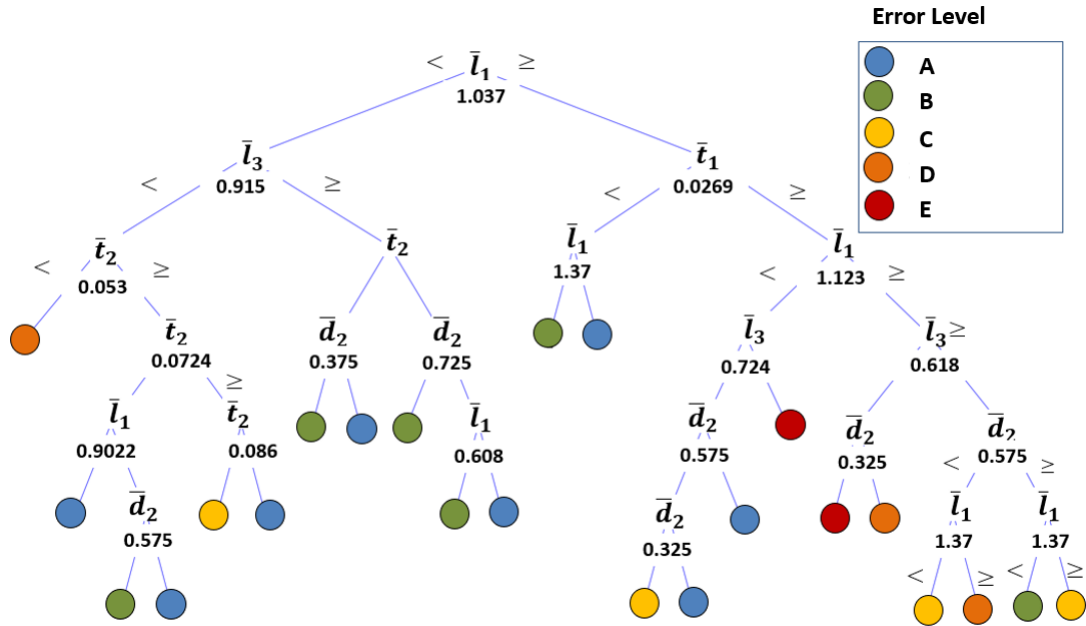 Error Level
A
B
C
D
E
< l̄₁ ≥
1.037
l̄₃
0.915
< ≥
t̄₁
0.0269
< ≥
t̄₂
0.053
< ≥
t̄₂
l̄₁
1.37
l̄₁
1.123
< ≥
t̄₂
0.0724
≥
d̄₂
0.375
d̄₂
0.725
l̄₃
0.724
l̄₃ ≥
0.618
l̄₁
0.9022
t̄₂
0.086
l̄₁
0.608
d̄₂
0.575
d̄₂
0.325
d̄₂
0.575
< ≥
d̄₂
0.575
d̄₂
0.325
l̄₁
1.37
l̄₁
1.37
< ≥ < ≥